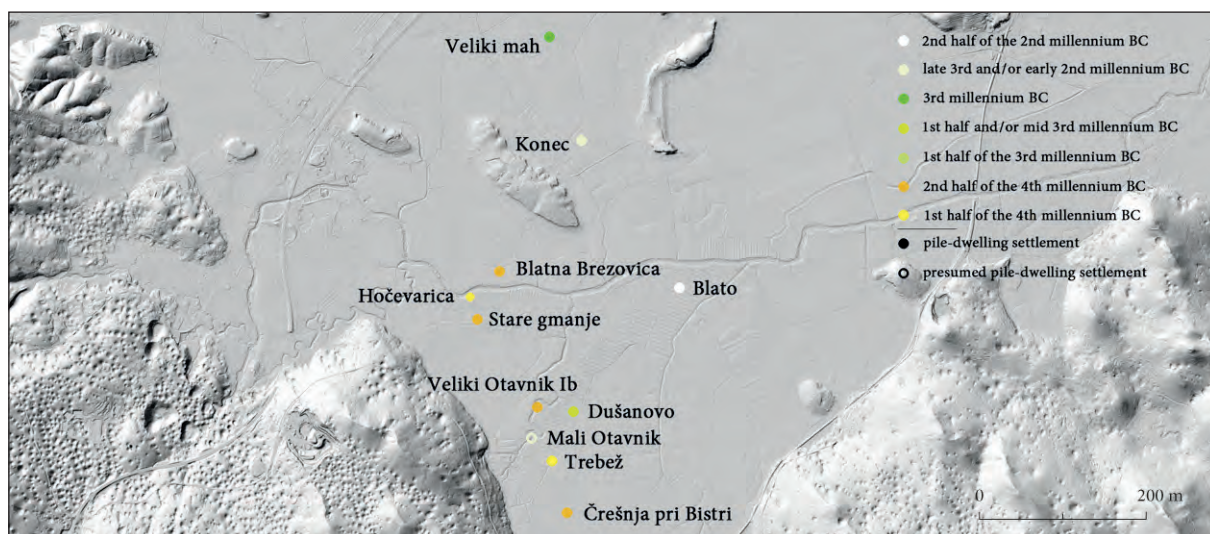 Veliki mah
Konec
Blatna Brezovica
Hočevarica
Blato
Stare gmanje
Veliki Otavnik Ib
Dušanovo
Mali Otavnik
Trebež
Črešnja pri Bistri
2nd half of the 2nd millennium BC
late 3rd and/or early 2nd millennium BC
3rd millennium BC
1st half and/or mid 3rd millennium BC
1st half of the 3rd millennium BC
2nd half of the 4th millennium BC
1st half of the 4th millennium BC
pile-dwelling settlement
presumed pile-dwelling settlement
0 200 m